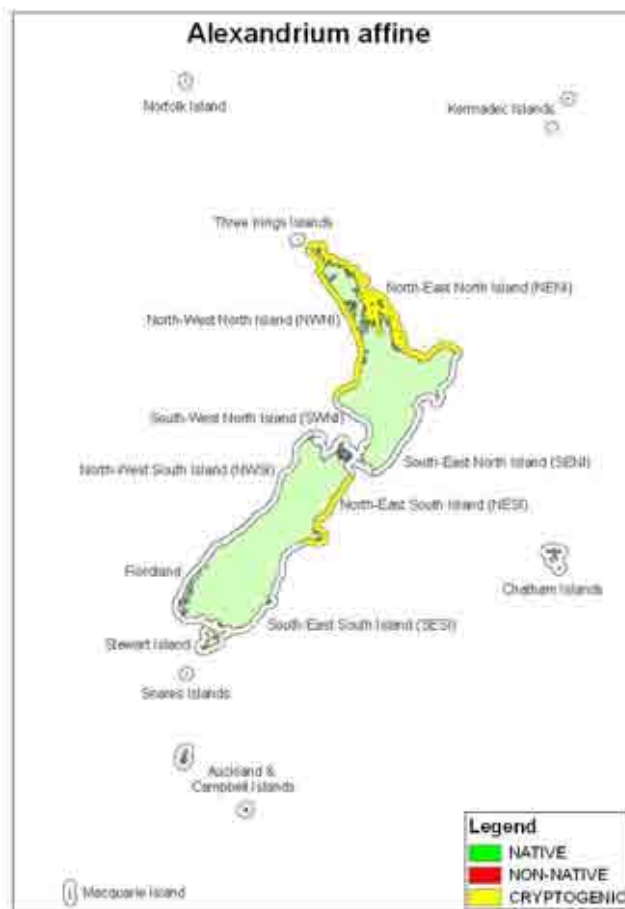 Alexandrium affine
Norfolk Island
Kermadec Islands
Three Kings Islands
North-East North Island (NENI)
North-West North Island (NWNI)
South-West North Island (SWNI)
South-East North Island (SENI)
North-West South Island (NWSI)
North-East South Island (NESI)
Chatham Islands
Fiordland
South-East South Island (SESI)
Stewart Island
Snares Islands
Auckland &
Campbell Islands
Macquarie Island
Legend
NATIVE
NON-NATIVE
CRYPTOGENIC